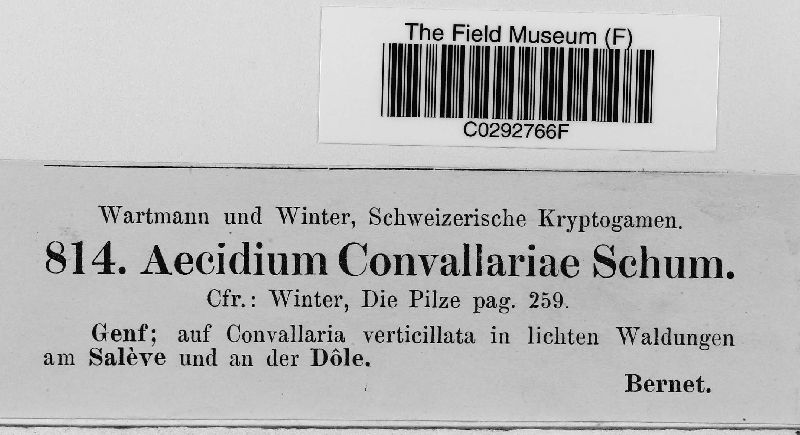 The Field Museum (F)
C0292766F
Wartmann und Winter, Schweizerische Kryptogamen.
814. Aecidium Convallariae Schum.
Cfr.: Winter, Die Pilze pag. 259.
Genf; auf Convallaria verticillata in lichten Waldungen
am Salève und an der Dôle.
Bernet.